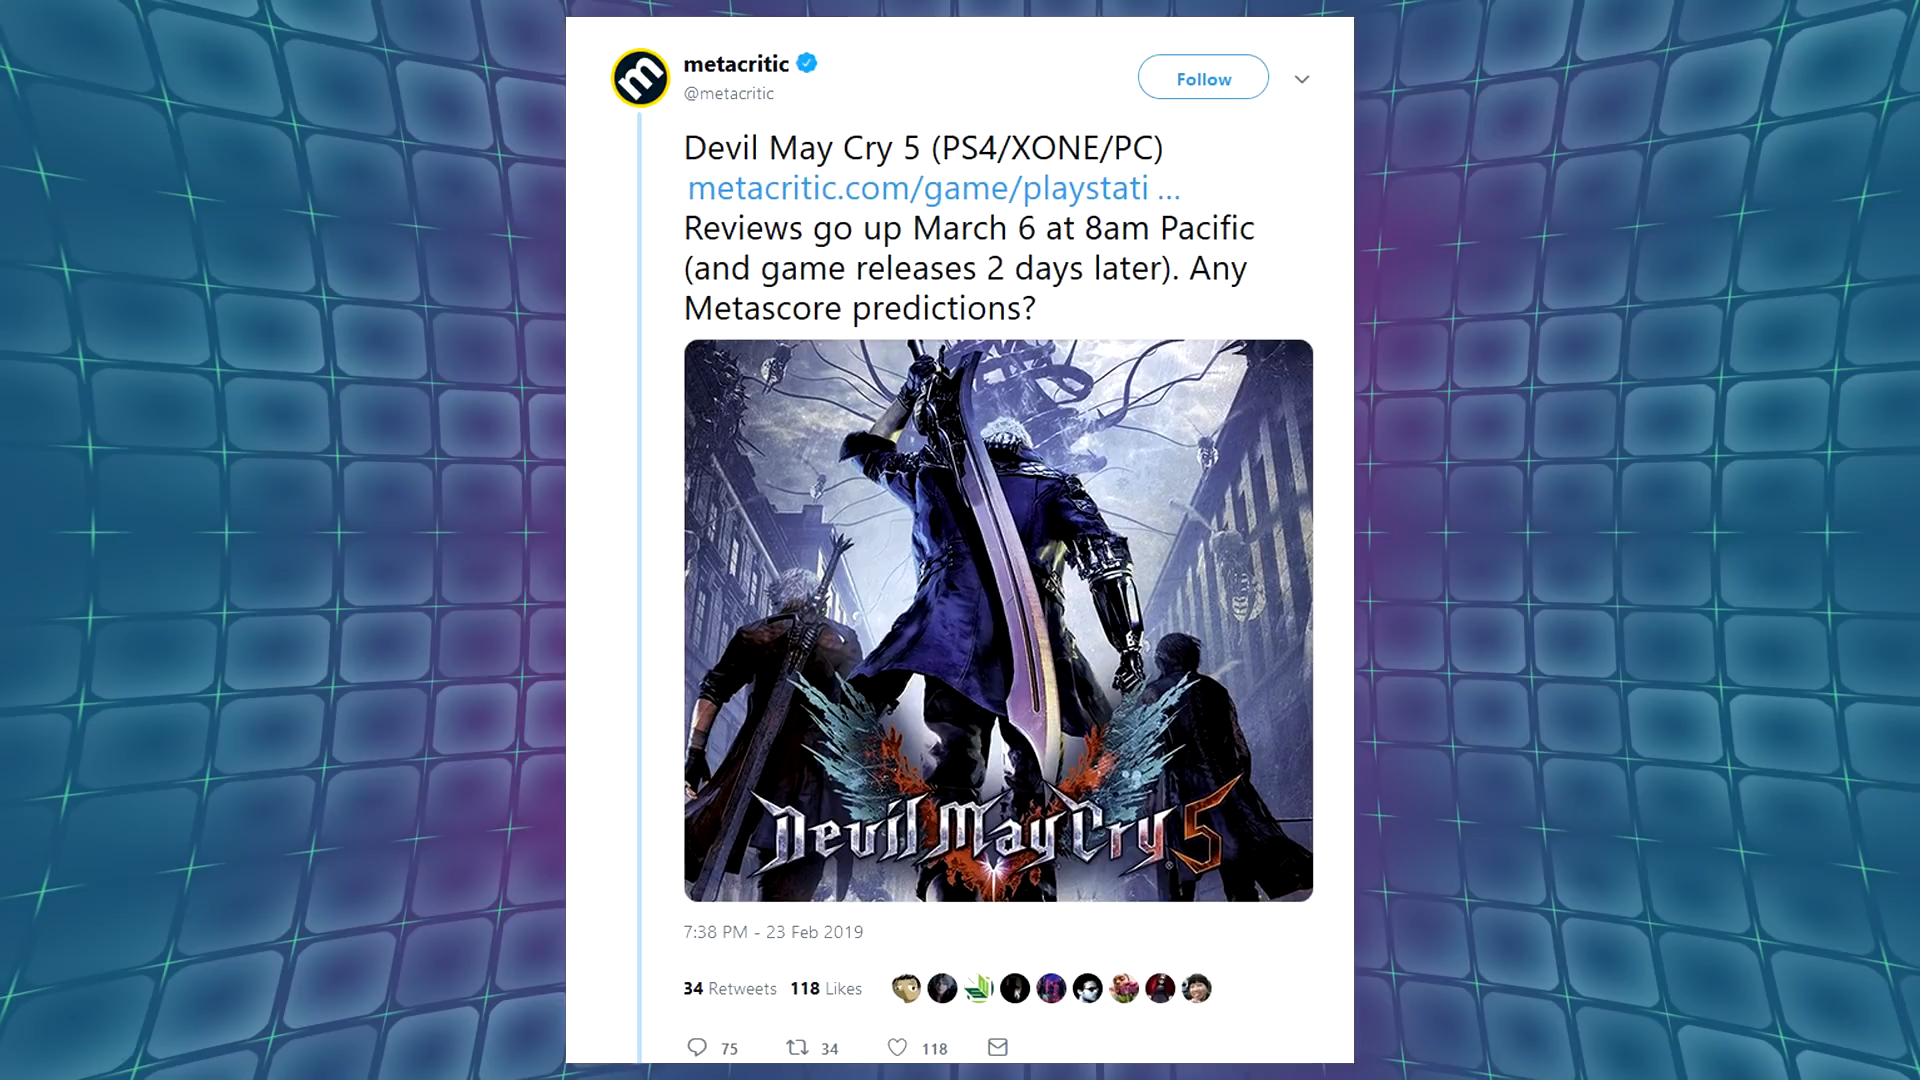 metacritic
@metacritic
Follow
Devil May Cry 5 (PS4/XONE/PC)
metacritic.com/game/playstati ...
Reviews go up March 6 at 8am Pacific
(and game releases 2 days later). Any
Metascore predictions?
Devil May Cry 5
7:38 PM - 23 Feb 2019
34 Retweets 118 Likes
75 34 118